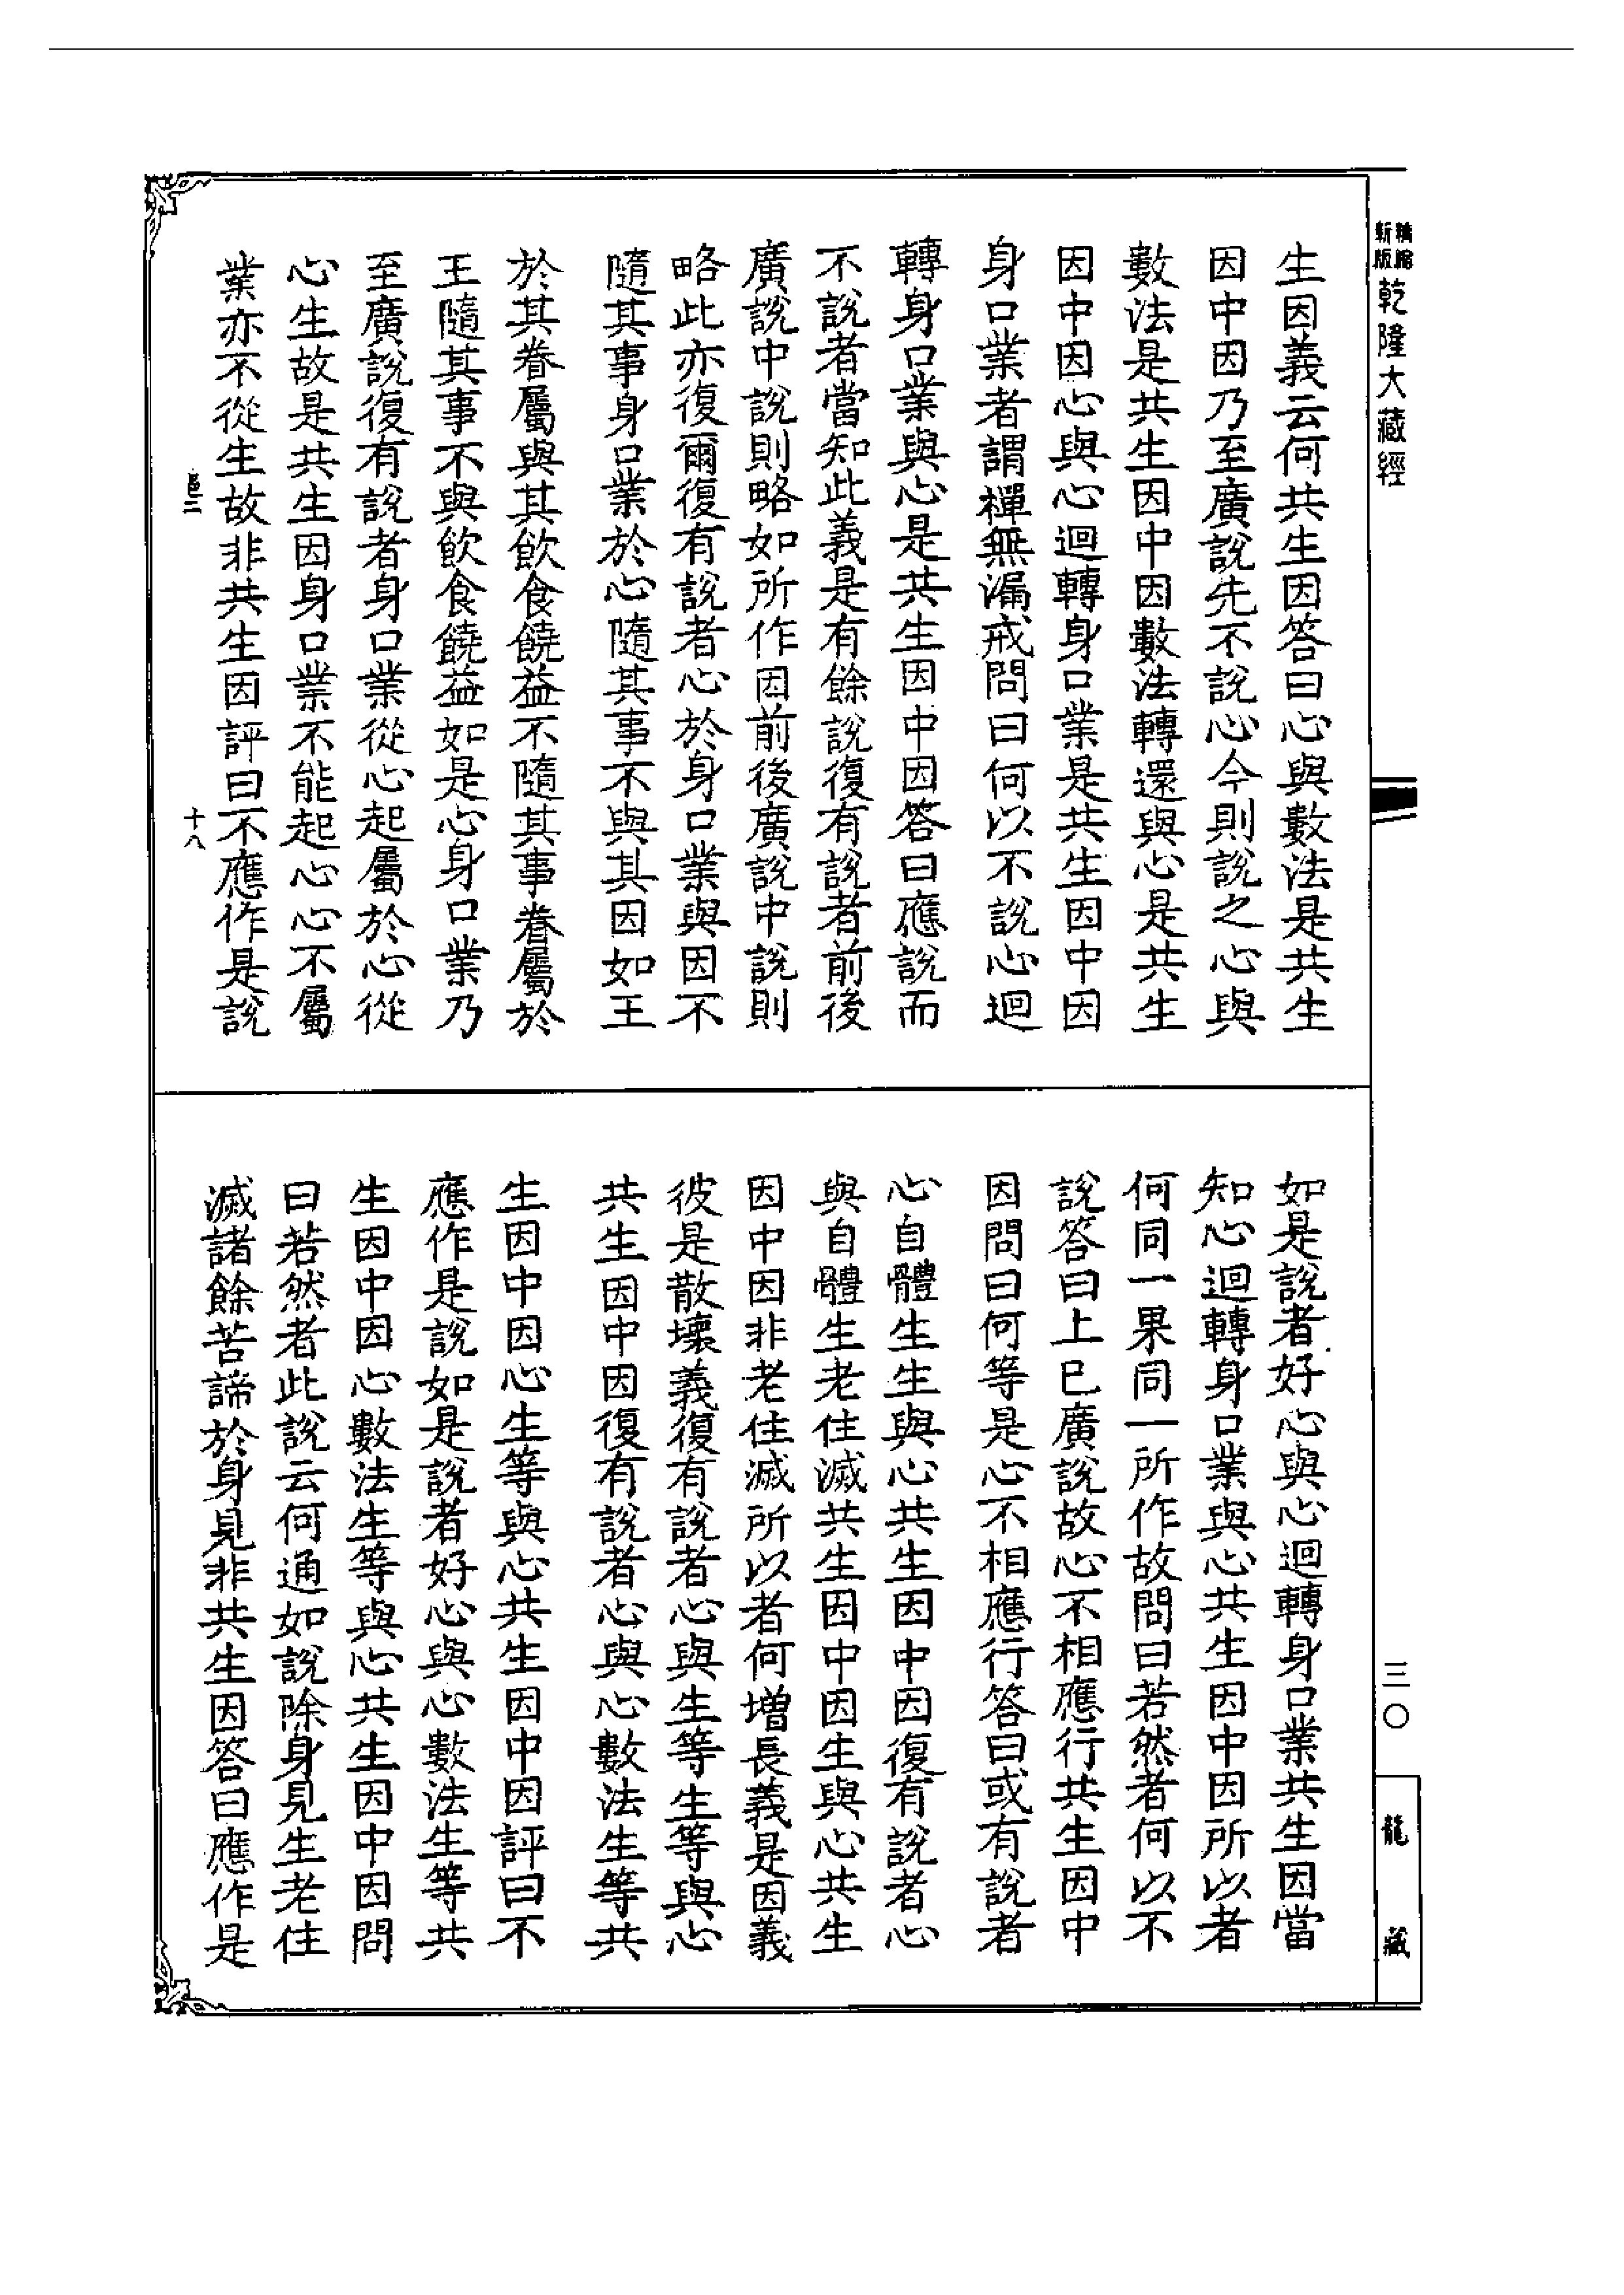 新版
精縮
乾隆大藏經
三〇
龍藏
生因義云何共生因答曰心與數法是共生
因中因乃至廣說先不說心今則說之心與
數法是共生因中因數法轉還與心是共生
因中因心與心迴轉身口業是共生因中因
身口業者謂禪無漏戒問曰何以不說心迴
轉身口業與心是共生因中因答曰應說而
不說者當知此義是有餘說復有說者前後
廣說中說則略如所作因前後廣說中說則
略此亦復爾復有說者心於身口業與因不
隨其事身口業於心隨其事不與其因如王
於其眷屬與其飲食饒益不隨其事眷屬於
王隨其事不與飲食饒益如是心身口業乃
至廣說復有說者身口業從心起屬於心從
心生故是共生因身口業不能起心心不屬
業亦不從生故非共生因評曰不應作是說
邑三
十八
如是說者好心與心迴轉身口業共生因當
知心迴轉身口業與心共生因中因所以者
何同一果同一所作故問曰若然者何以不
說答曰上已廣說故心不相應行共生因中
因問曰何等是心不相應行答曰或有說者
心自體生生與心共生因中因復有說者心
與自體生老住滅共生因中因生與心共生
因中因非老住滅所以者何增長義是因義
彼是散壞義復有說者心與生等生等與心
共生因中因復有說者心與心數法生等共
生因中因心生等與心共生因中因評曰不
應作是說如是說者好心與心數法生等共
生因中因心數法生等與心共生因中因問
曰若然者此說云何通如說除身見生老住
滅諸餘苦諦於身見非共生因答曰應作是